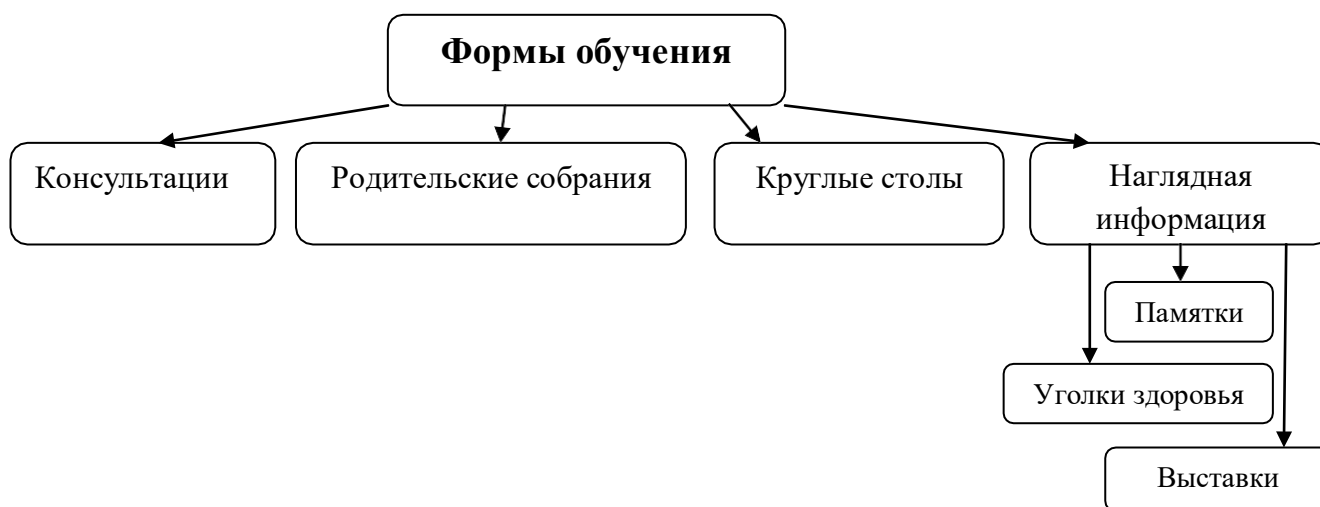 Формы обучения
Консультации
Родительские собрания
Круглые столы
Наглядная
информация
Памятки
Уголки здоровья
Выставки